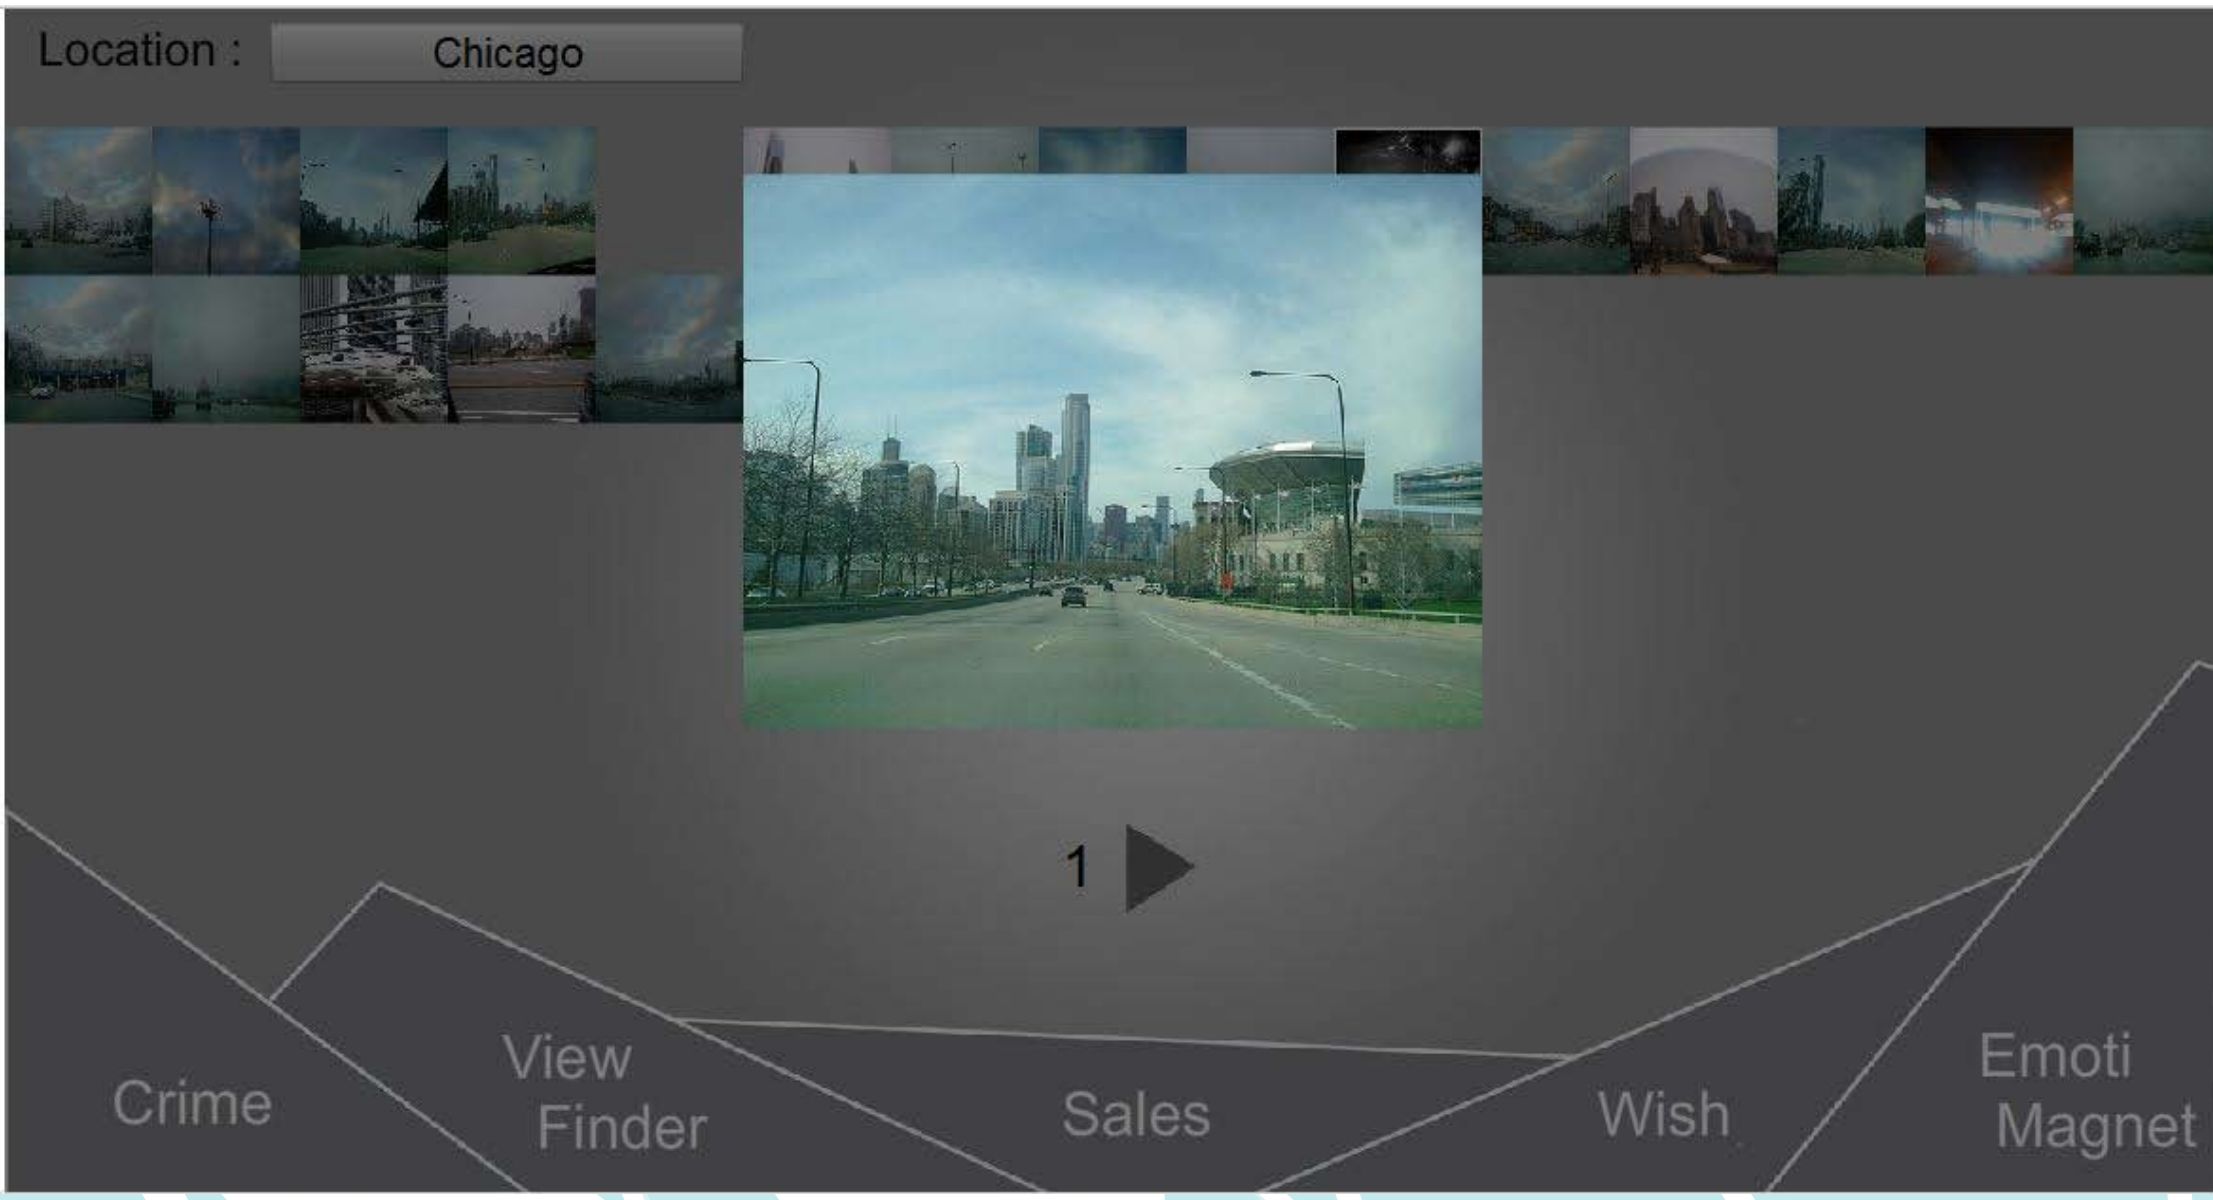 Location :
Chicago
1
Crime
View
Finder
Sales
Wish
Emoti
Magnet